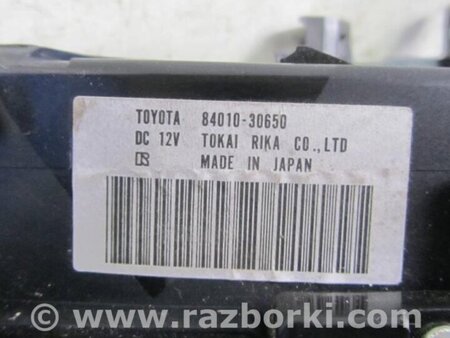 TOYOTA 84010-30650
DC 12V TOKAI RIKA CO.,LTD
MADE IN JAPAN
www.razborki.com